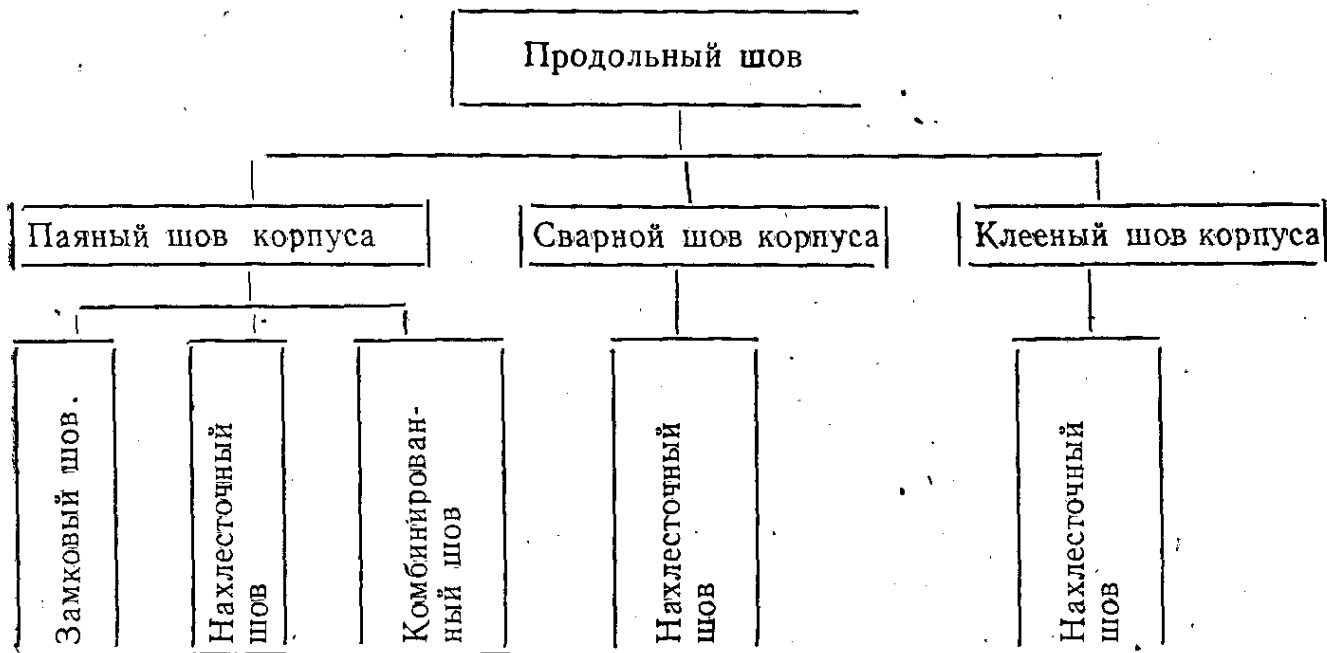 Продольный шов
Паяный шов корпуса
Сварной шов корпуса
Клееный шов корпуса
Замковый шов.
Нахлесточный
шов
Комбинирован-
ный шов
Нахлесточный
шов
Нахлесточный
шов